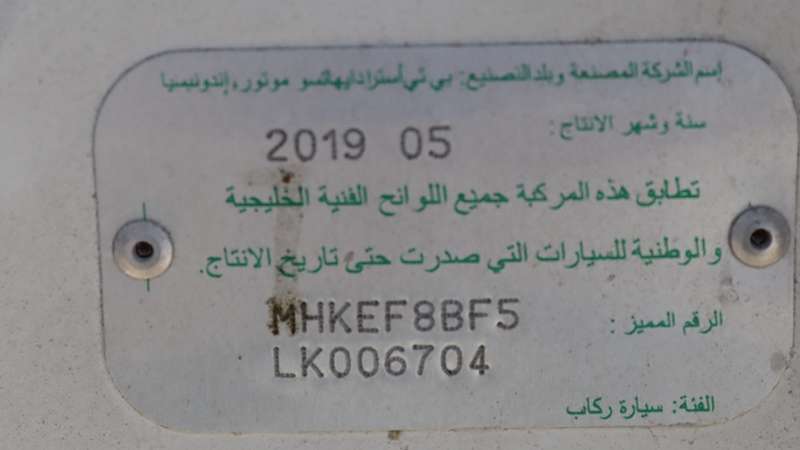 إسم الشركة المصنعة وبلد التصنيع: بي تي أسترا دايهاتسو موتور, إندونيسيا
سنة وشهر الانتاج: 2019 05
تطابق هذه المركبة جميع اللوائح الفنية الخليجية
والوطنية للسيارات التي صدرت حتى تاريخ الانتاج.
الرقم المميز: MHKEF8BF5
LK006704
الفئة: سيارة ركاب